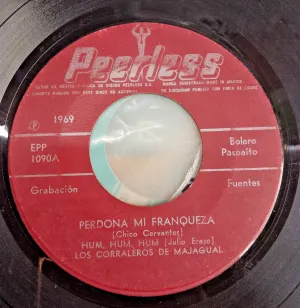 Peerless
1969
EPP
1090A
Bolero
Paseaito
Grabación
Fuentes
PERDONA MI FRANQUEZA
(Chico Cervantes)
HUM, HUM, HUM (Julio Erazo)
LOS CORRALEROS DE MAJAGUAL